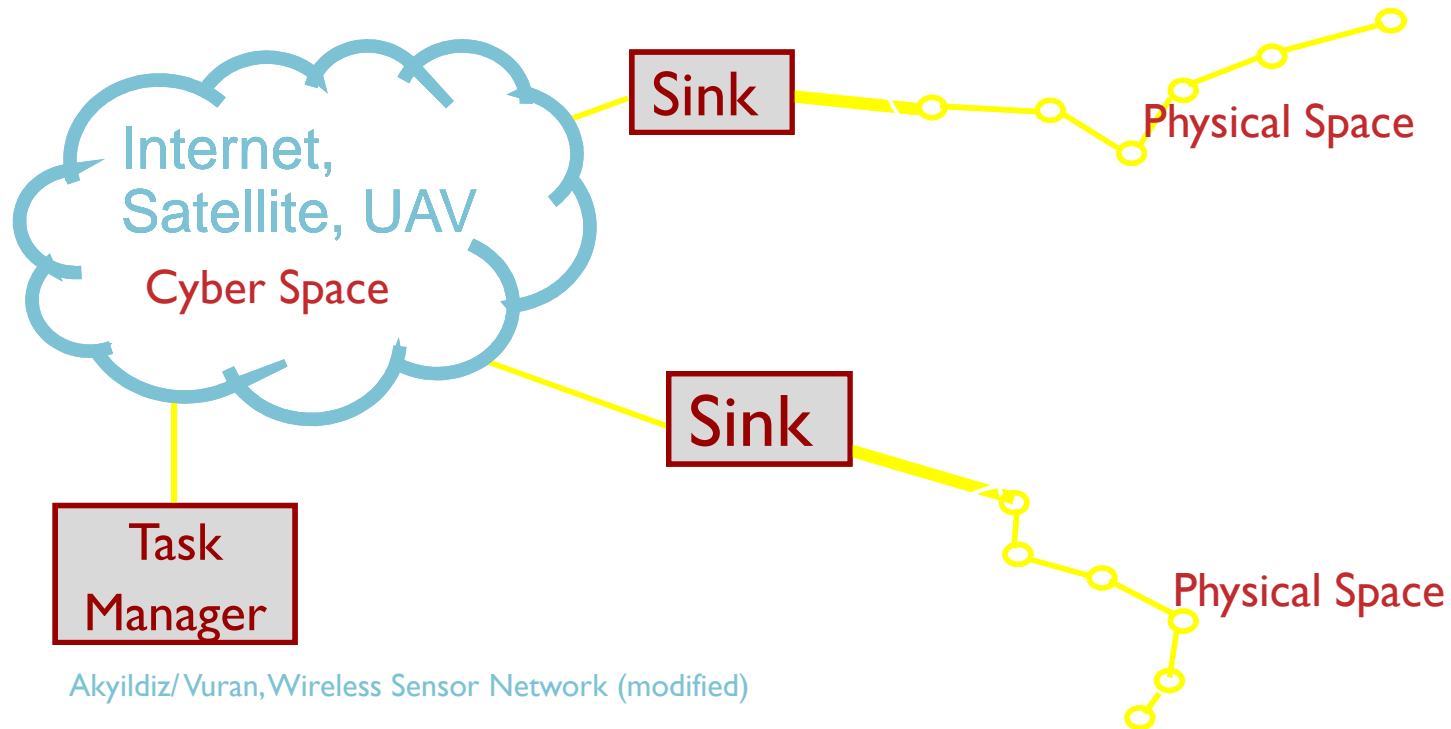 Sink
Physical Space
Internet,
Satellite, UAV
Cyber Space
Sink
Task
Manager
Physical Space
Akyildiz/ Vuran, Wireless Sensor Network (modified)